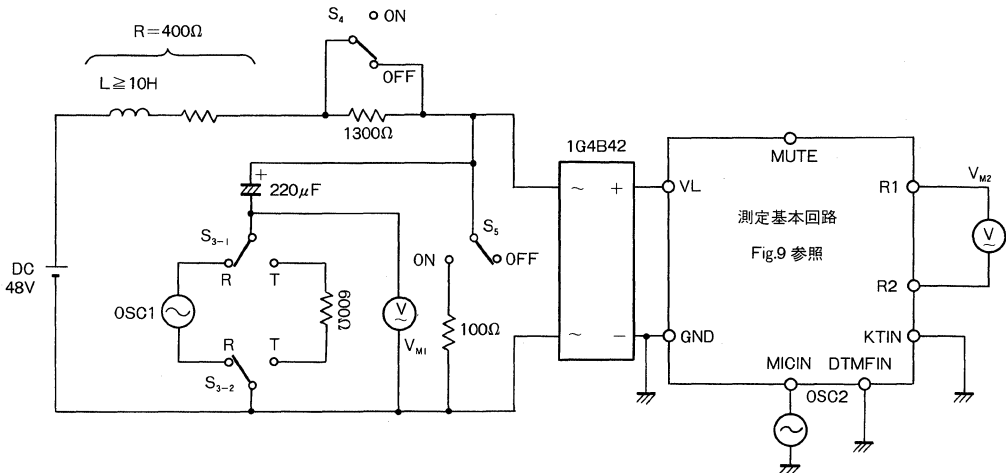 R=400Ω
L≧10H
S4
ON
OFF
1300Ω
+
220μF
S3-1
R
T
DC
48V
OSC1
600Ω
V
VM1
R
T
S3-2
S5
ON
OFF
100Ω
1G4B42
~
+
~
−
VL
GND
MUTE
測定基本回路
Fig.9 参照
R1
R2
KTIN
VM2
V
MICIN
DTMFIN
OSC2